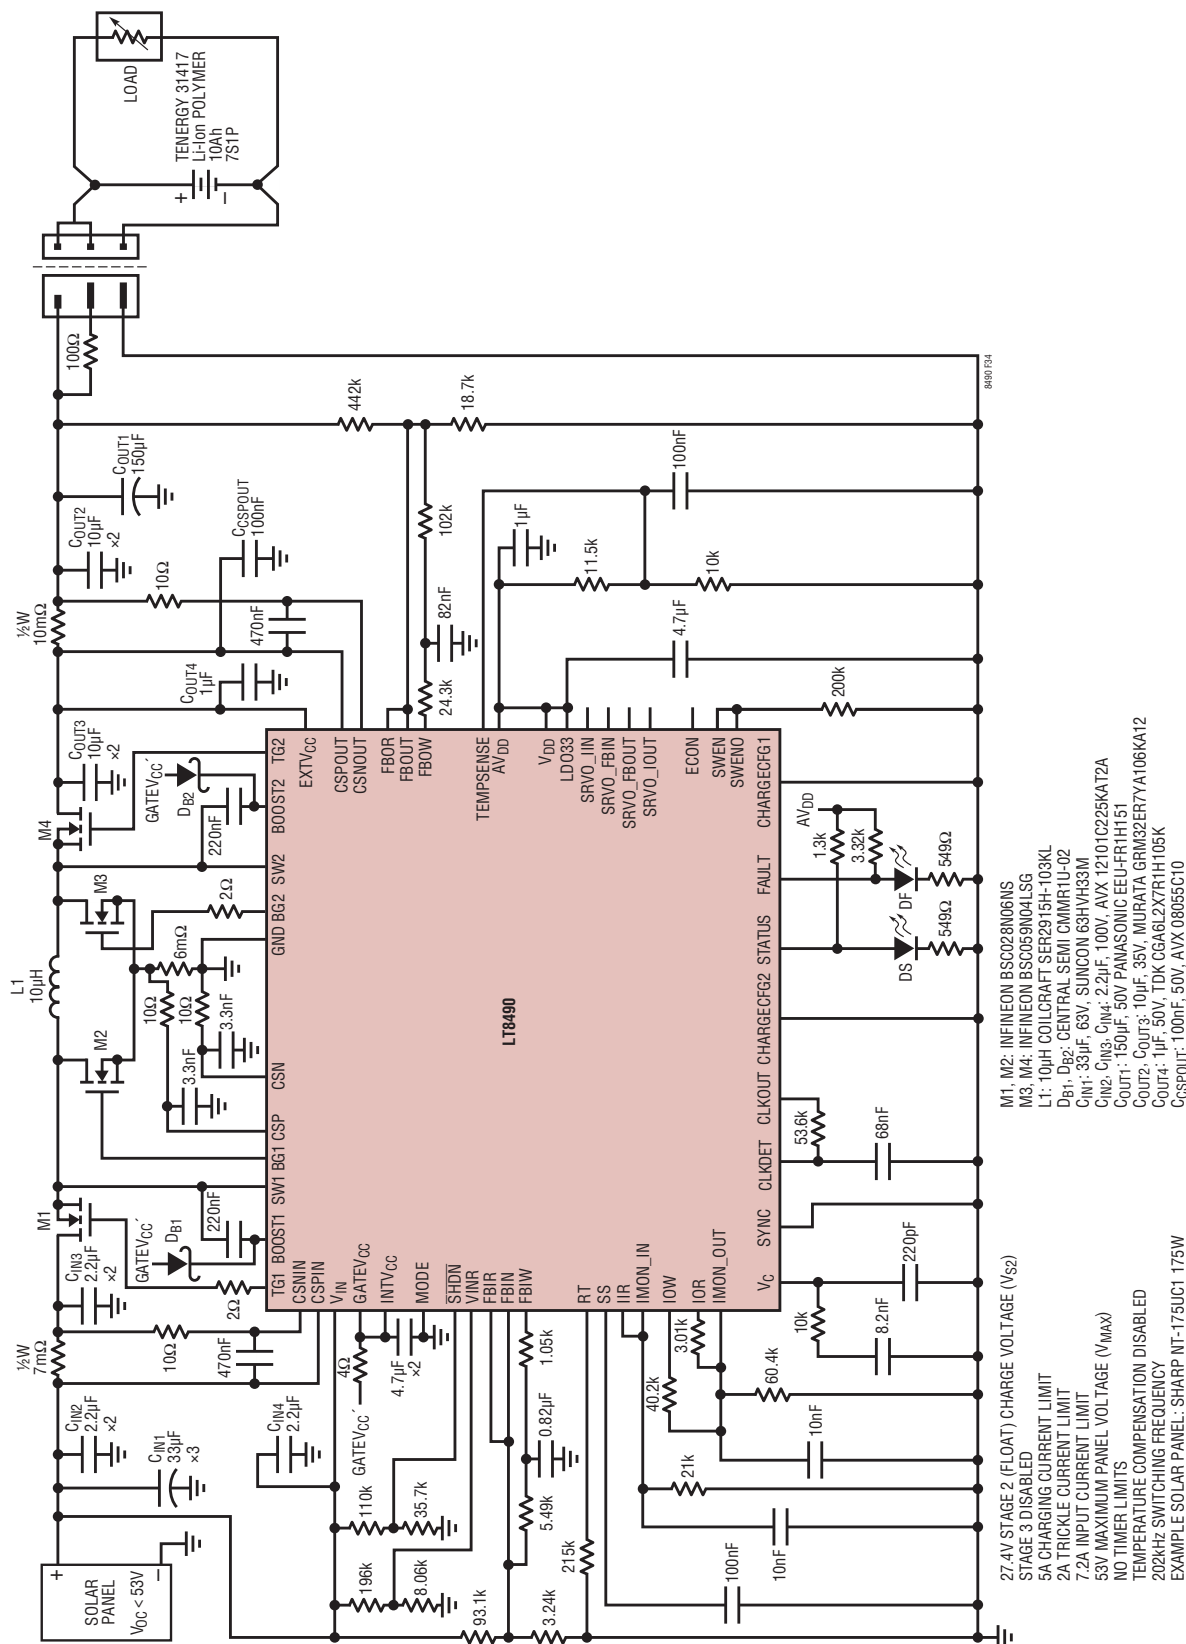 SOLAR
PANEL
VOC < 53V
+
−
CIN1
33µF
×3
CIN2
2.2µF
×2
½W
7mΩ
10Ω
470nF
CIN3
2.2µF
×2
CIN4
2.2µF
M1
GATEVCC´
DB1
220nF
2Ω
M2
L1
10µH
M3
10Ω
10Ω
6mΩ
3.3nF
3.3nF
2Ω
M4
GATEVCC´
DB2
220nF
COUT3
10µF
×2
COUT4
1µF
½W
10mΩ
10Ω
470nF
COUT2
10µF
×2
COUT1
150µF
CCSPOUT
100nF
100Ω
LOAD
TENERGY 31417
Li-Ion POLYMER
10Ah
7S1P
+
−
TG1
BOOST1
SW1
BG1
CSP
CSN
GND
BG2
SW2
BOOST2
TG2
CSNIN
CSPIN
VIN
GATEVCC
INTVCC
MODE
SHDN
VINR
FBIR
FBIN
FBIW
RT
SS
IIR
IMON_IN
IOW
IOR
IMON_OUT
LT8490
EXTVCC
CSPOUT
CSNOUT
FBOR
FBOUT
FBOW
TEMPSENSE
AVDD
VDD
LDO33
SRVO_IIN
SRVO_FBIN
SRVO_FBOUT
SRVO_IOUT
ECON
SWEN
SWENO
VC
SYNC
CLKDET
CLKOUT
CHARGECFG2
STATUS
FAULT
CHARGECFG1
GATEVCC´
4Ω
4.7µF
×2
110k
35.7k
196k
8.06k
93.1k
3.24k
5.49k
0.82µF
1.05k
215k
100nF
10nF
21k
10nF
40.2k
3.01k
60.4k
10k
8.2nF
220pF
53.6k
68nF
DS
DF
549Ω
549Ω
AVDD
1.3k
3.32k
442k
18.7k
102k
82nF
24.3k
1µF
11.5k
10k
100nF
4.7µF
200k
8490 F34
27.4V STAGE 2 (FLOAT) CHARGE VOLTAGE (VS2)
STAGE 3 DISABLED
5A CHARGING CURRENT LIMIT
2A TRICKLE CURRENT LIMIT
7.2A INPUT CURRENT LIMIT
53V MAXIMUM PANEL VOLTAGE (VMAX)
NO TIMER LIMITS
TEMPERATURE COMPENSATION DISABLED
202kHz SWITCHING FREQUENCY
EXAMPLE SOLAR PANEL: SHARP NT-175UC1 175W
M1, M2: INFINEON BSC028N06NS
M3, M4: INFINEON BSC059N04LSG
L1: 10µH COILCRAFT SER2915H-103KL
DB1, DB2: CENTRAL SEMI CMMR1U-02
CIN1: 33µF, 63V, SUNCON 63HVH33M
CIN2, CIN3, CIN4: 2.2µF, 100V, AVX 12101C225KAT2A
COUT1: 150µF, 50V PANASONIC EEU-FR1H151
COUT2, COUT3: 10µF, 35V, MURATA GRM32ER7YA106KA12
COUT4: 1µF, 50V, TDK CGA6L2X7R1H105K
CCSPOUT: 100nF, 50V, AVX 08055C10